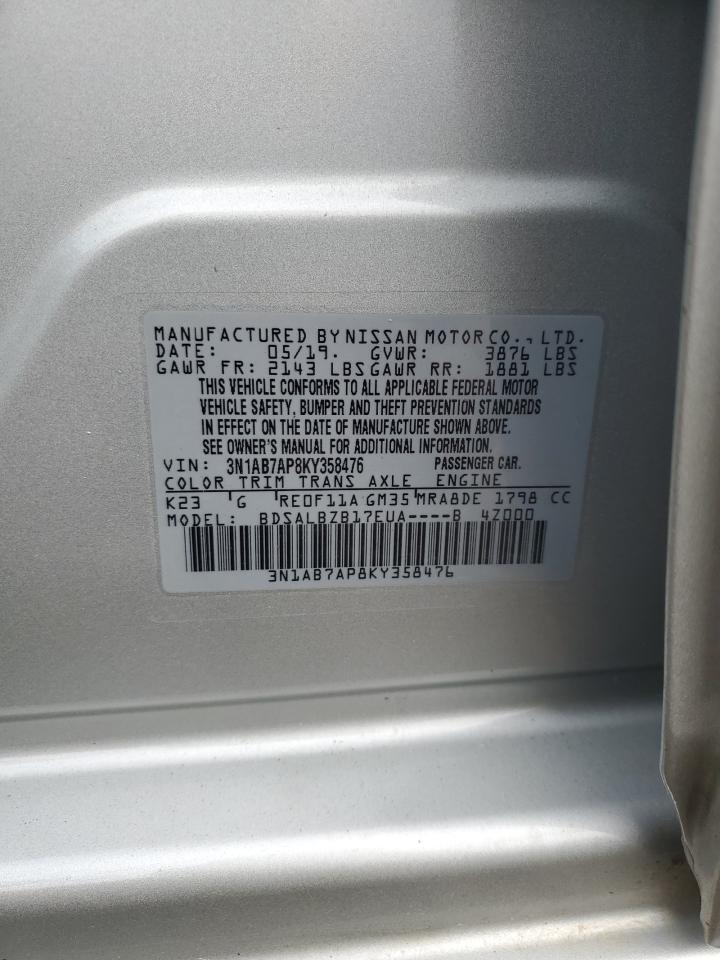 MANUFACTURED BY NISSAN MOTOR CO., LTD.
DATE: 05/19. GVWR: 3876 LBS
GAWR FR: 2143 LBS GAWR RR: 1881 LBS
THIS VEHICLE CONFORMS TO ALL APPLICABLE FEDERAL MOTOR
VEHICLE SAFETY, BUMPER AND THEFT PREVENTION STANDARDS
IN EFFECT ON THE DATE OF MANUFACTURE SHOWN ABOVE.
SEE OWNER'S MANUAL FOR ADDITIONAL INFORMATION.
VIN: 3N1AB7AP8KY358476 PASSENGER CAR.
COLOR TRIM TRANS AXLE ENGINE
K23 G RE0F11A GM35 MRA8DE 1798 CC
MODEL: BDSALBZB17EUA----B 4Z000
3N1AB7AP8KY358476